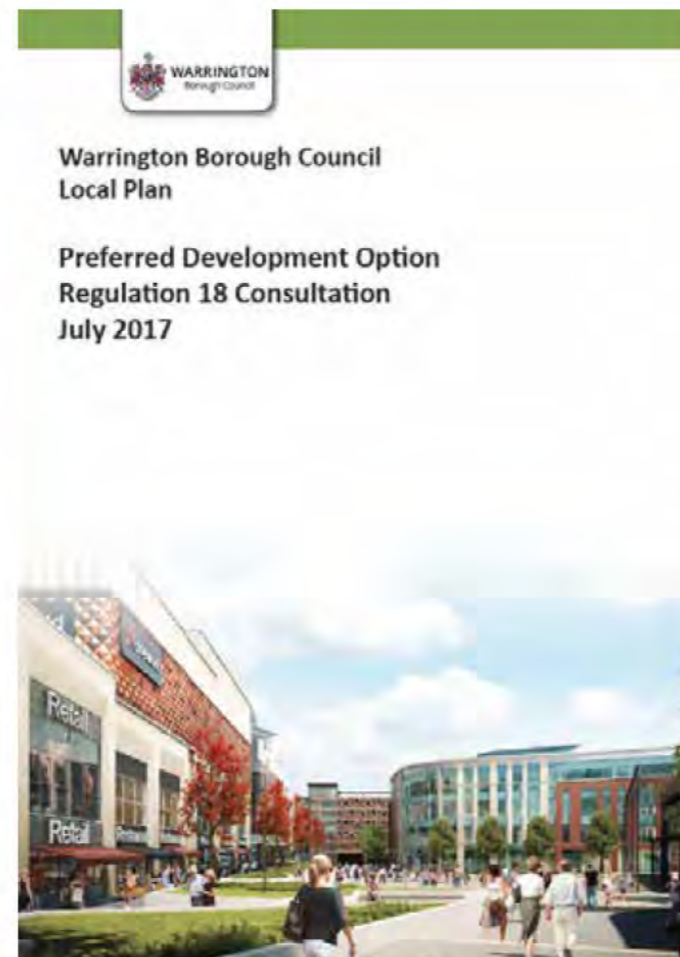 WARRINGTON
Borough Council
Warrington Borough Council
Local Plan
Preferred Development Option
Regulation 18 Consultation
July 2017
Retail
Retail